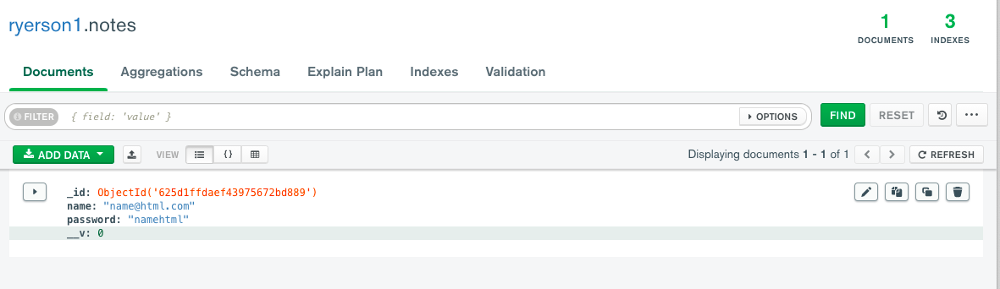 ryerson1.notes
1 3
DOCUMENTS INDEXES
Documents Aggregations Schema Explain Plan Indexes Validation
FILTER { field: 'value' } OPTIONS FIND RESET ...
ADD DATA VIEW {} Displaying documents 1 - 1 of 1 < > REFRESH
_id: ObjectId('625d1ffdaef43975672bd889')
name: "name@html.com"
password: "namehtml"
__v: 0